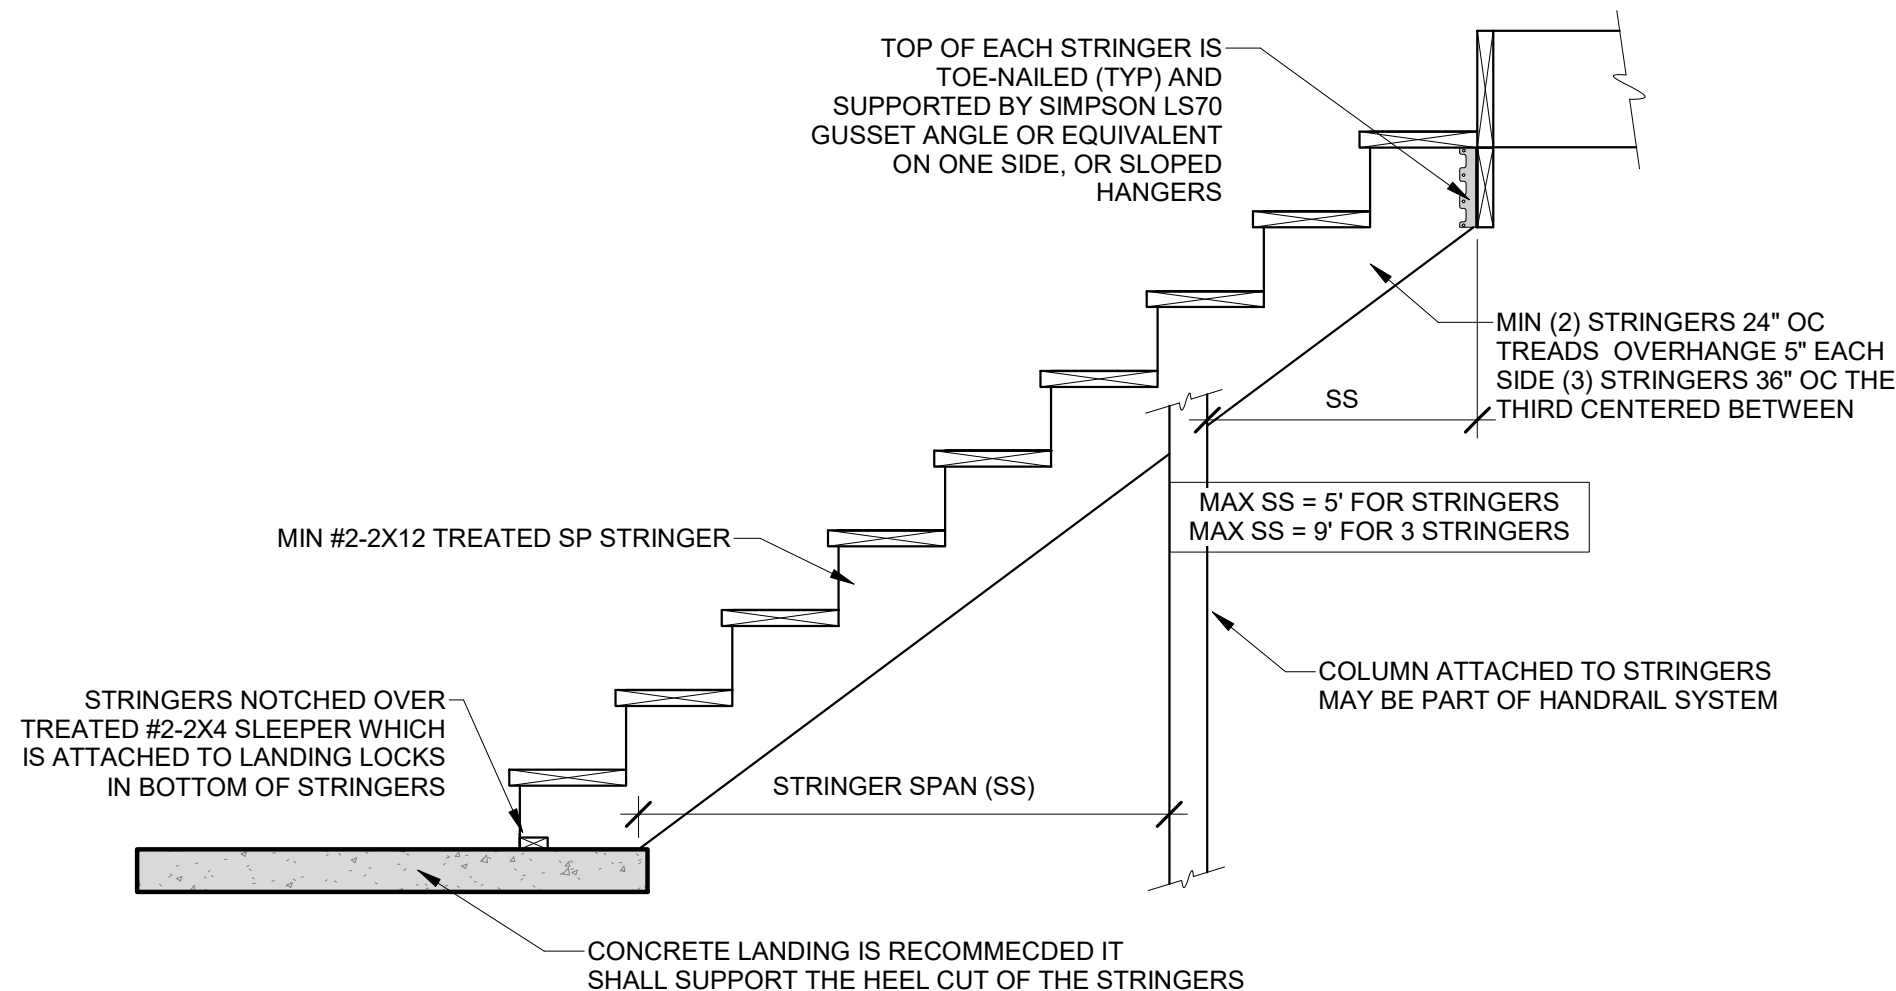 TOP OF EACH STRINGER IS
TOE-NAILED (TYP) AND
SUPPORTED BY SIMPSON LS70
GUSSET ANGLE OR EQUIVALENT
ON ONE SIDE, OR SLOPED
HANGERS
MIN (2) STRINGERS 24" OC
TREADS OVERHANGE 5" EACH
SIDE (3) STRINGERS 36" OC THE
THIRD CENTERED BETWEEN
SS
MAX SS = 5' FOR STRINGERS
MAX SS = 9' FOR 3 STRINGERS
MIN #2-2X12 TREATED SP STRINGER
COLUMN ATTACHED TO STRINGERS
MAY BE PART OF HANDRAIL SYSTEM
STRINGERS NOTCHED OVER
TREATED #2-2X4 SLEEPER WHICH
IS ATTACHED TO LANDING LOCKS
IN BOTTOM OF STRINGERS
STRINGER SPAN (SS)
CONCRETE LANDING IS RECOMMECDED IT
SHALL SUPPORT THE HEEL CUT OF THE STRINGERS